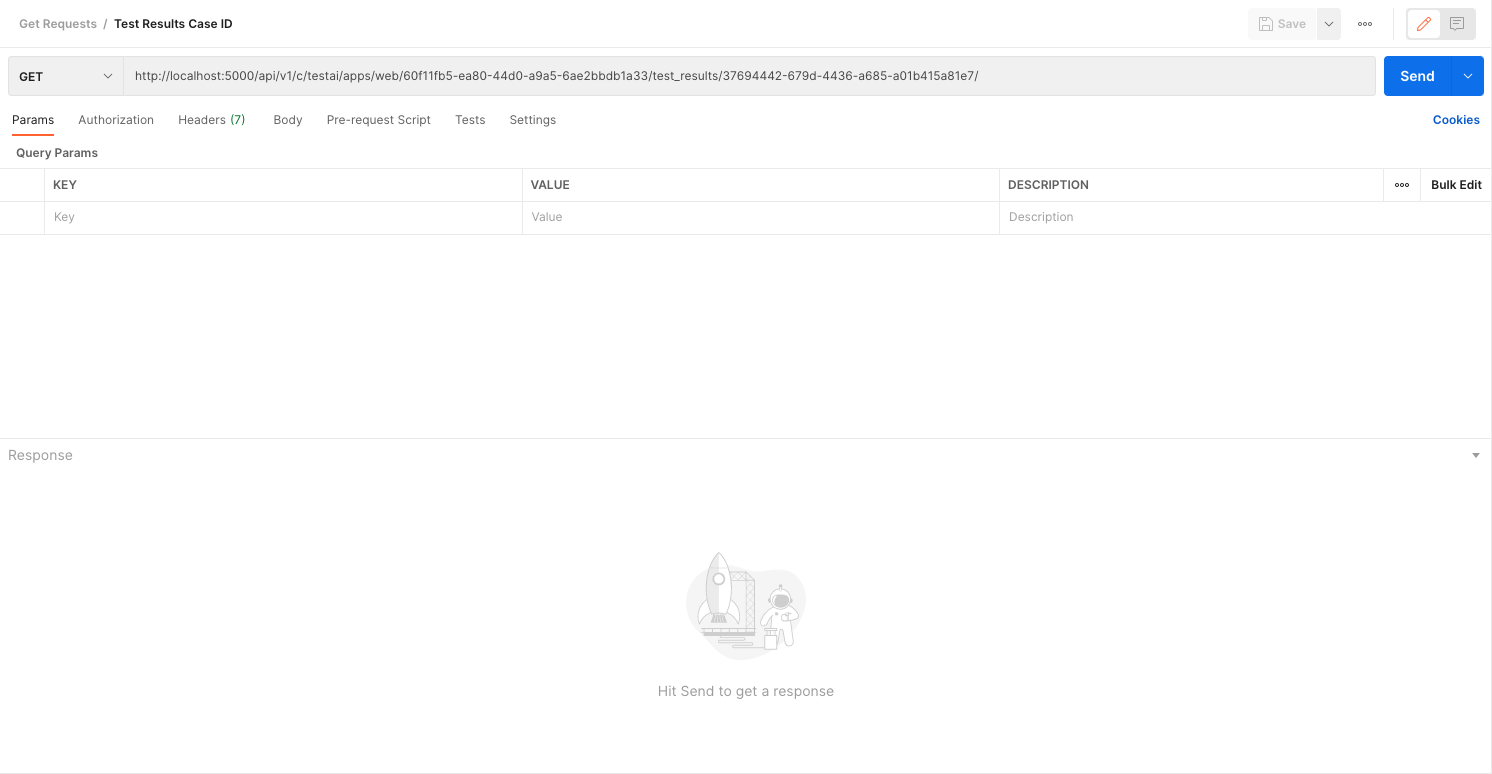 Get Requests / Test Results Case ID Save
GET http://localhost:5000/api/v1/c/testai/apps/web/60f11fb5-ea80-44d0-a9a5-6ae2bbdb1a33/test_results/37694442-679d-4436-a685-a01b415a81e7/ Send
Params Authorization Headers (7) Body Pre-request Script Tests Settings Cookies
Query Params
KEY VALUE DESCRIPTION Bulk Edit
Key Value Description
Response
Hit Send to get a response